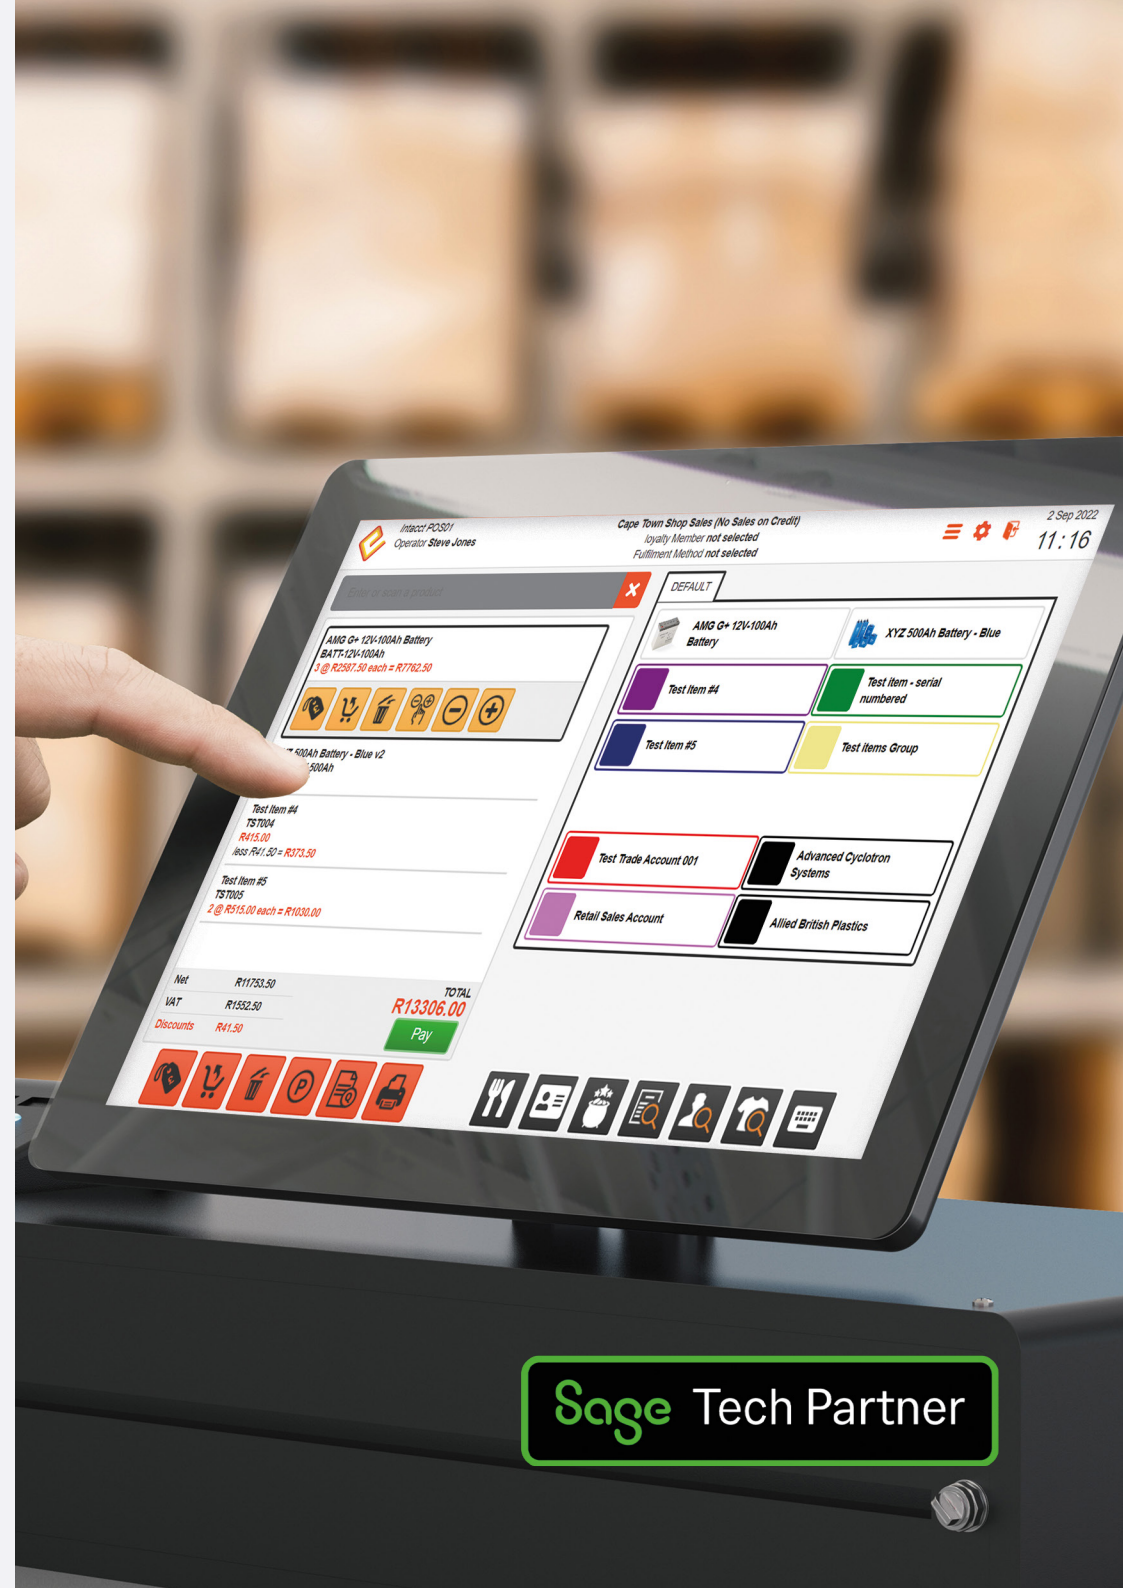 Intacct POS01
Operator Steve Jones
Cape Town Shop Sales (No Sales on Credit)
loyalty Member not selected
Fulfilment Method not selected
2 Sep 2022
11:16
Enter or scan a product
DEFAULT
AMG G+ 12V-100Ah Battery
BATT-12V-100Ah
3 @ R2587.50 each = R7762.50
500Ah Battery - Blue v2
500Ah
Test Item #4
TST004
R415.00
less R41.50 = R373.50
Test Item #5
TST005
2 @ R515.00 each = R1030.00
Net R11753.50
VAT R1552.50
Discounts R41.50
TOTAL
R13306.00
Pay
AMG G+ 12V-100Ah
Battery
XYZ 500Ah Battery - Blue
Test Item #4
Test item - serial
numbered
Test Item #5
Test items Group
Test Trade Account 001
Advanced Cyclotron
Systems
Retail Sales Account
Allied British Plastics
Sage Tech Partner